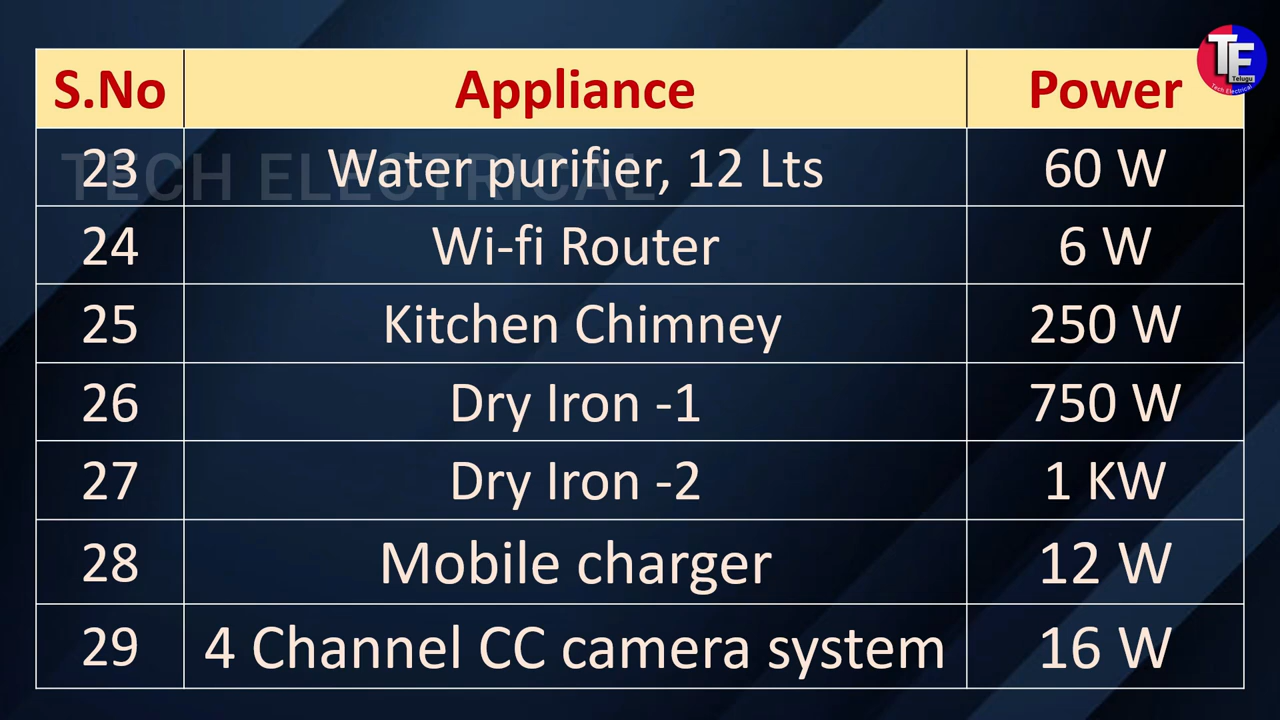 S.No Appliance Power
23 Water purifier, 12 Lts 60 W
24 Wi-fi Router 6 W
25 Kitchen Chimney 250 W
26 Dry Iron -1 750 W
27 Dry Iron -2 1 KW
28 Mobile charger 12 W
29 4 Channel CC camera system 16 W
TECH ELECTRICAL
TE
Telugu
Tech Electrical